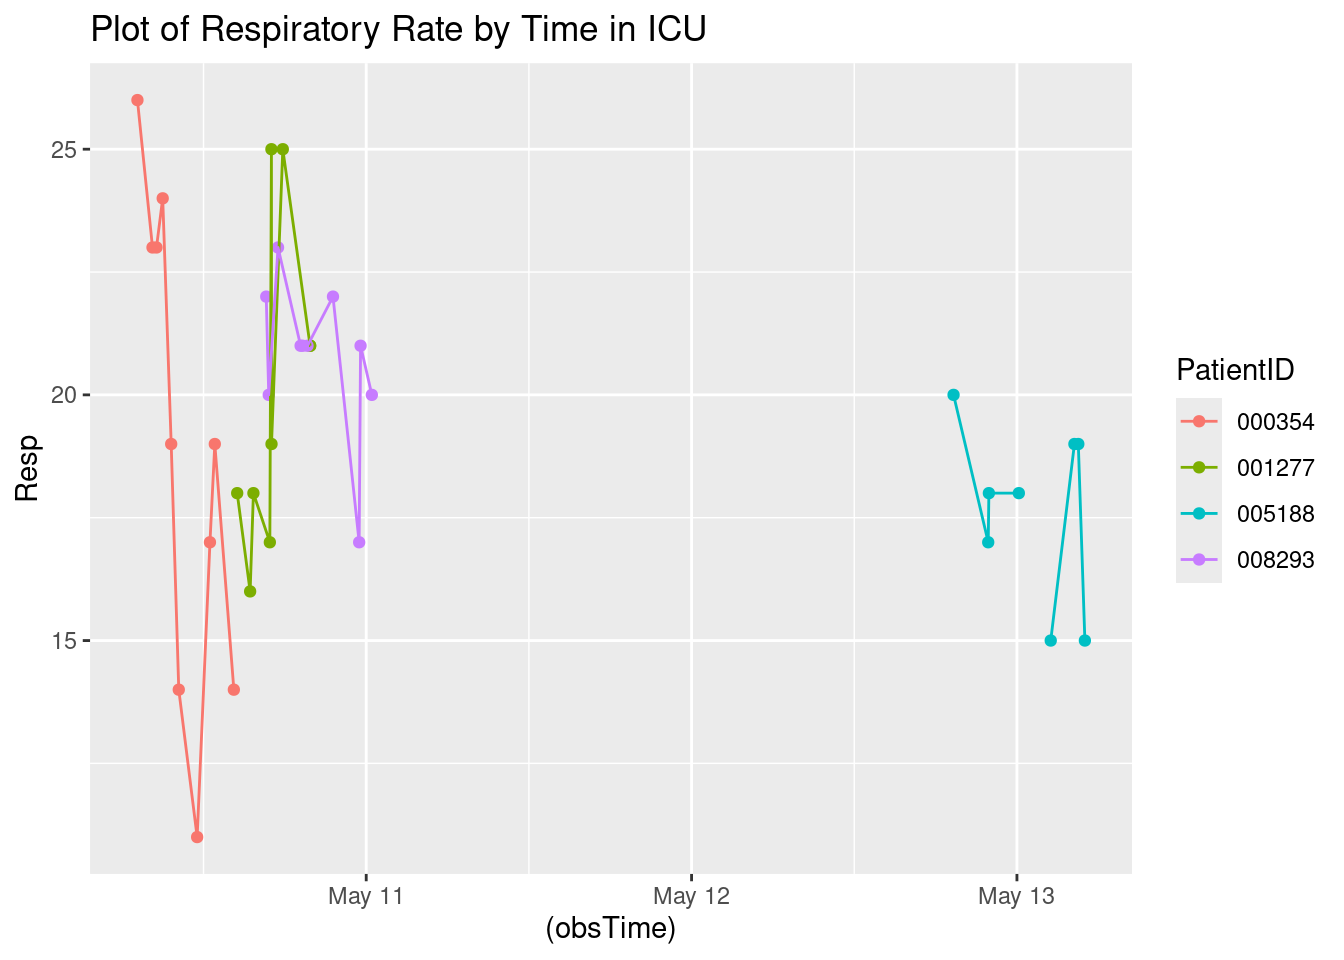 Plot of Respiratory Rate by Time in ICU
25
20
15
Resp
May 11
May 12
May 13
(obsTime)
PatientID
000354
001277
005188
008293